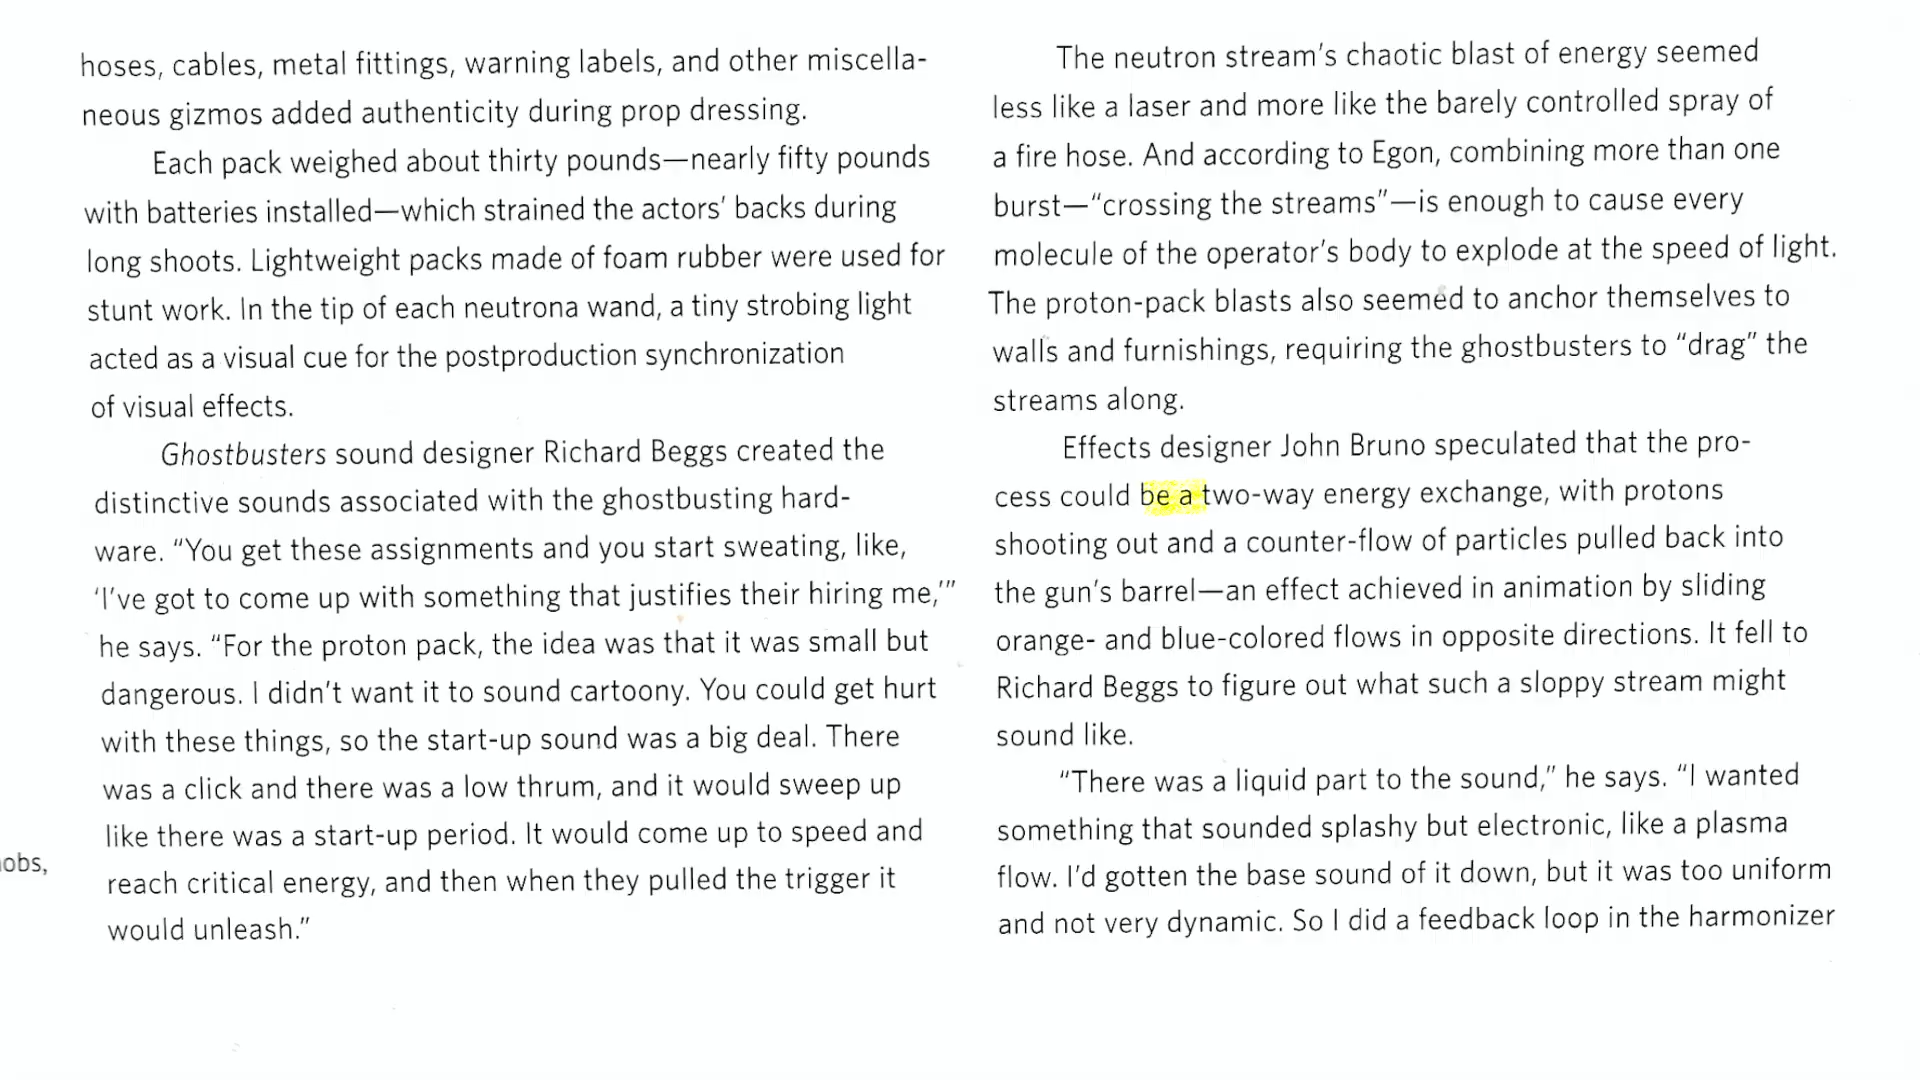 hoses, cables, metal fittings, warning labels, and other miscella-
neous gizmos added authenticity during prop dressing.
Each pack weighed about thirty pounds—nearly fifty pounds
with batteries installed—which strained the actors' backs during
long shoots. Lightweight packs made of foam rubber were used for
stunt work. In the tip of each neutrona wand, a tiny strobing light
acted as a visual cue for the postproduction synchronization
of visual effects.
Ghostbusters sound designer Richard Beggs created the
distinctive sounds associated with the ghostbusting hard-
ware. “You get these assignments and you start sweating, like,
‘I've got to come up with something that justifies their hiring me,’”
he says. “For the proton pack, the idea was that it was small but
dangerous. I didn't want it to sound cartoony. You could get hurt
with these things, so the start-up sound was a big deal. There
was a click and there was a low thrum, and it would sweep up
like there was a start-up period. It would come up to speed and
reach critical energy, and then when they pulled the trigger it
would unleash.”
obs,
The neutron stream's chaotic blast of energy seemed
less like a laser and more like the barely controlled spray of
a fire hose. And according to Egon, combining more than one
burst—“crossing the streams”—is enough to cause every
molecule of the operator's body to explode at the speed of light.
The proton-pack blasts also seemed to anchor themselves to
walls and furnishings, requiring the ghostbusters to “drag” the
streams along.
Effects designer John Bruno speculated that the pro-
cess could be a two-way energy exchange, with protons
shooting out and a counter-flow of particles pulled back into
the gun's barrel—an effect achieved in animation by sliding
orange- and blue-colored flows in opposite directions. It fell to
Richard Beggs to figure out what such a sloppy stream might
sound like.
“There was a liquid part to the sound,” he says. “I wanted
something that sounded splashy but electronic, like a plasma
flow. I'd gotten the base sound of it down, but it was too uniform
and not very dynamic. So I did a feedback loop in the harmonizer